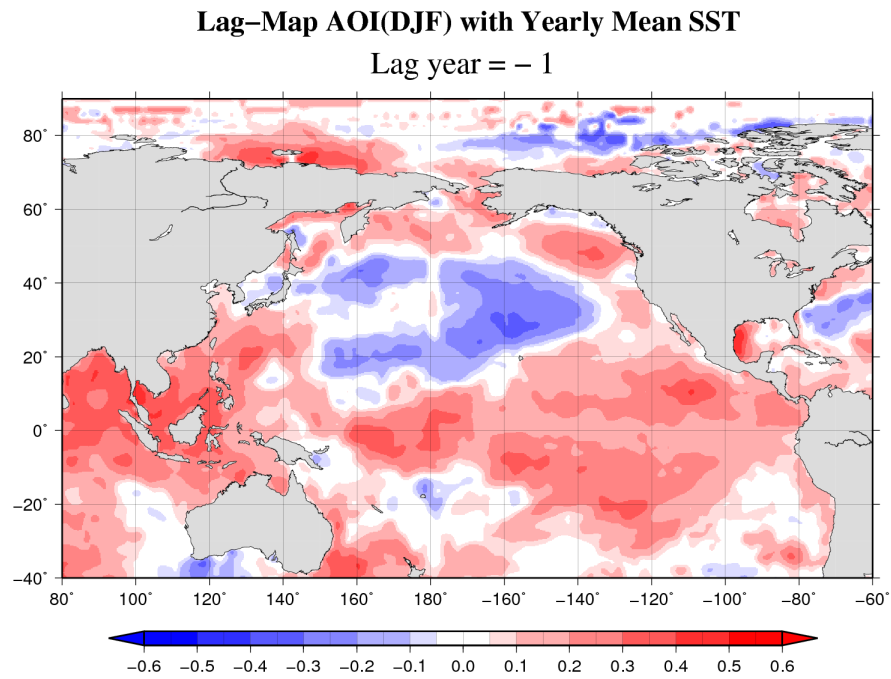 Lag−Map AOI(DJF) with Yearly Mean SST
Lag year = − 1
80˚
60˚
40˚
20˚
0˚
−20˚
−40˚
80˚ 100˚ 120˚ 140˚ 160˚ 180˚ −160˚ −140˚ −120˚ −100˚ −80˚ −60˚
−0.6 −0.5 −0.4 −0.3 −0.2 −0.1 0.0 0.1 0.2 0.3 0.4 0.5 0.6